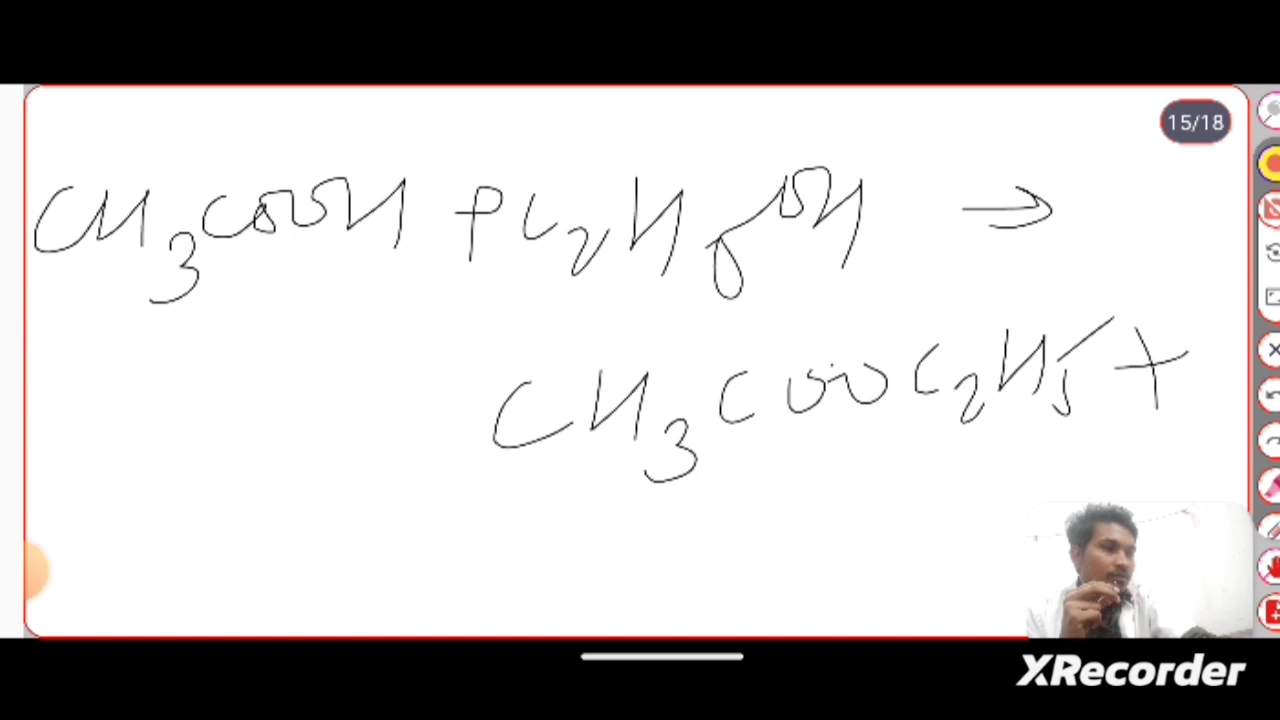 15/18
CH₃COOH + C₂H₅OH →
CH₃COOC₂H₅ +
XRecorder